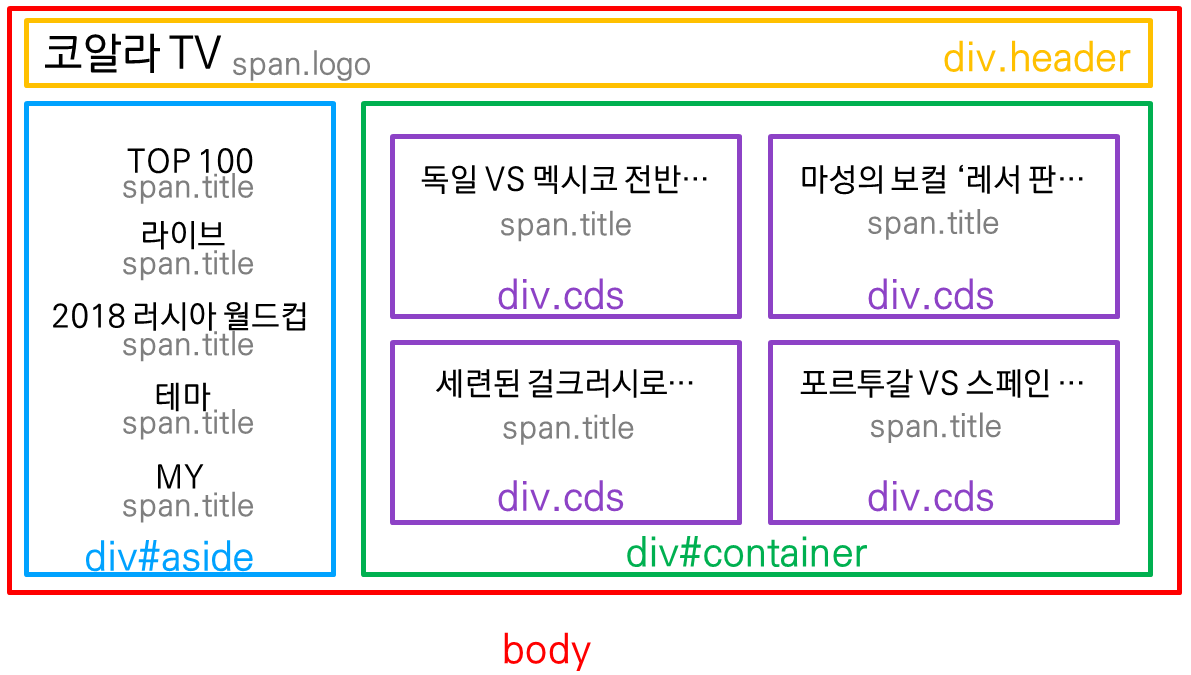 코알라 TV span.logo div.header
TOP 100
span.title
라이브
span.title
2018 러시아 월드컵
span.title
테마
span.title
MY
span.title
div#aside
독일 VS 멕시코 전반…
span.title
div.cds
마성의 보컬 ‘레서 판…
span.title
div.cds
세련된 걸크러시로…
span.title
div.cds
포르투갈 VS 스페인 …
span.title
div.cds
div#container
body